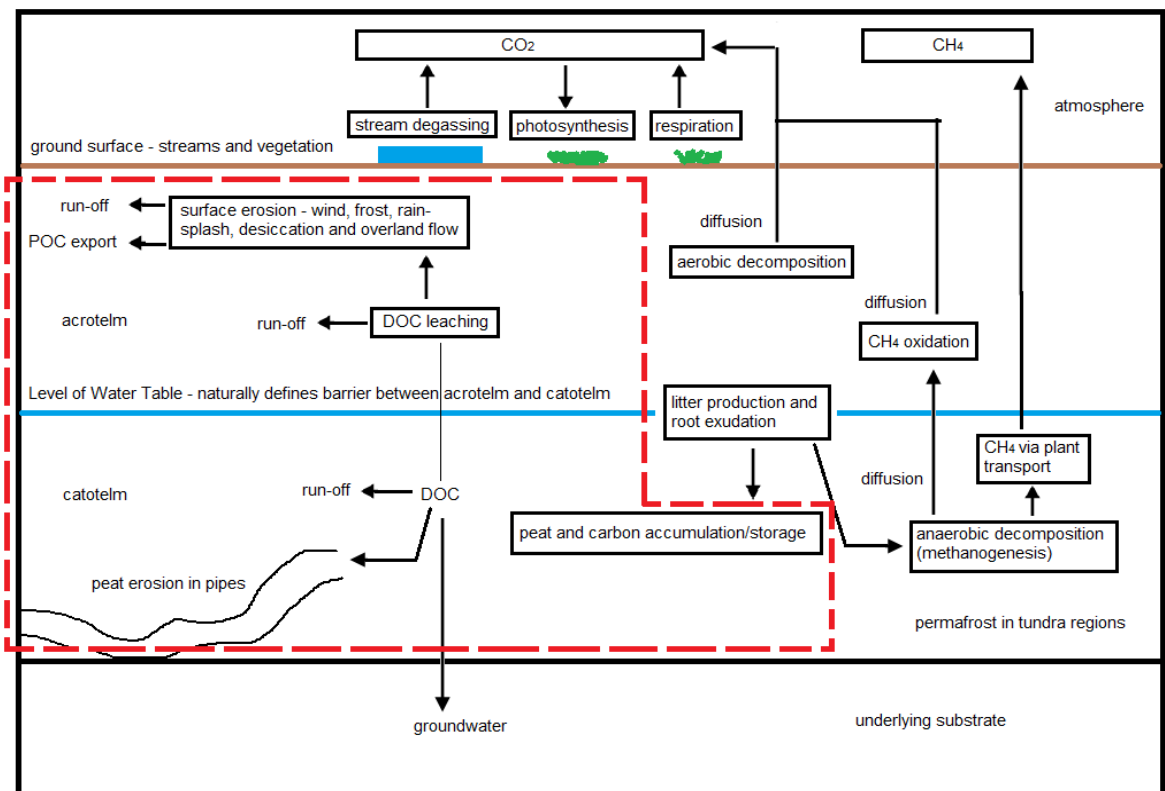 CO₂
CH₄
atmosphere
stream degassing
photosynthesis
respiration
ground surface - streams and vegetation
run-off
surface erosion - wind, frost, rain-
splash, desiccation and overland flow
POC export
diffusion
aerobic decomposition
acrotelm
run-off
DOC leaching
diffusion
CH₄ oxidation
Level of Water Table - naturally defines barrier between acrotelm and catotelm
litter production and
root exudation
CH₄ via plant
transport
catotelm
run-off
DOC
diffusion
peat and carbon accumulation/storage
anaerobic decomposition
(methanogenesis)
peat erosion in pipes
permafrost in tundra regions
groundwater
underlying substrate